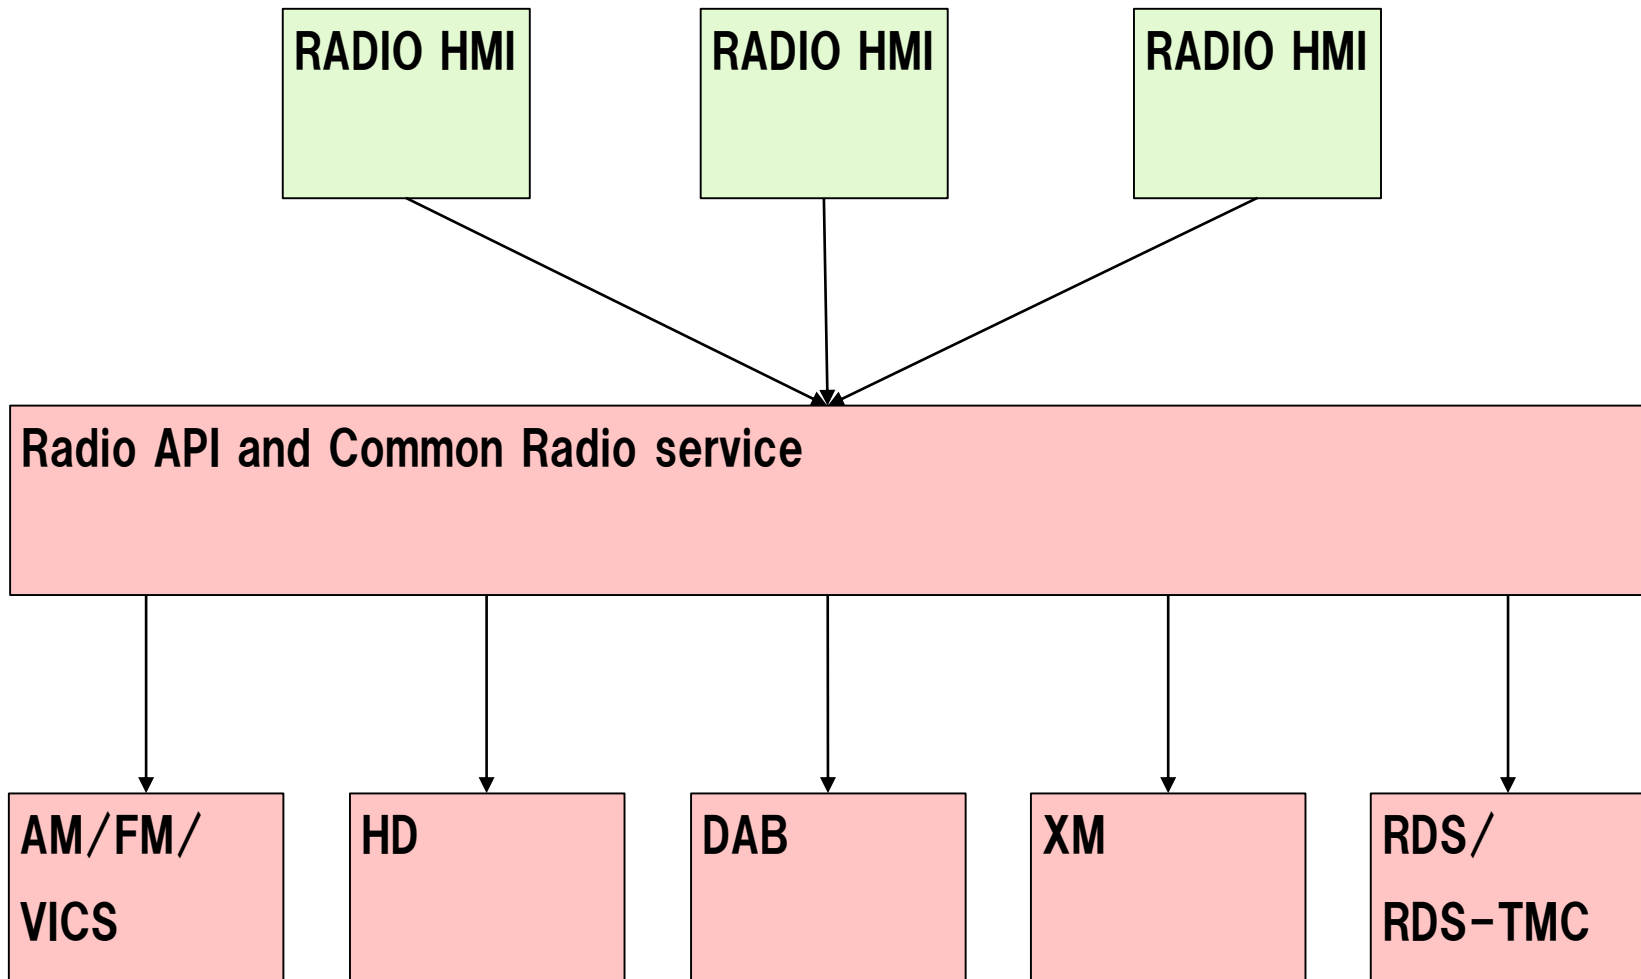 RADIO HMI
RADIO HMI
RADIO HMI
Radio API and Common Radio service
AM/FM/
VICS
HD
DAB
XM
RDS/
RDS-TMC